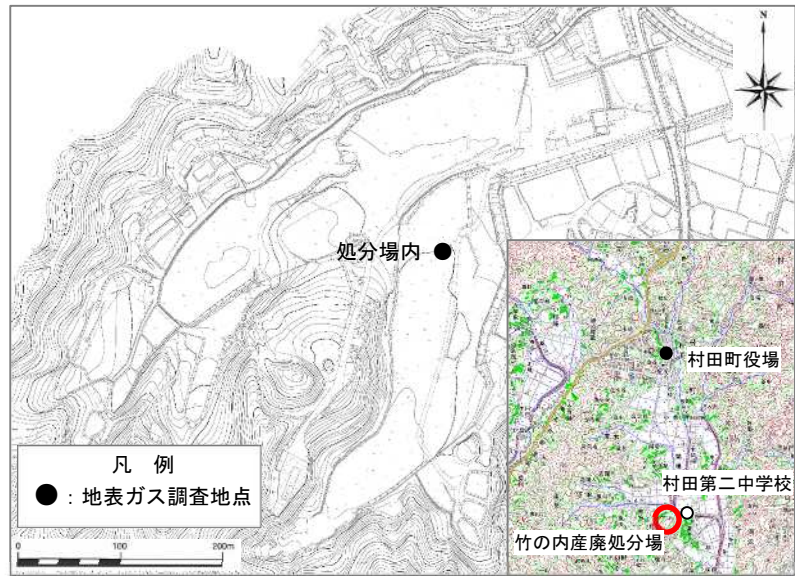 N
処分場内
村田町役場
村田第二中学校
竹の内産廃処分場
凡 例
● : 地表ガス調査地点
0 100 200m